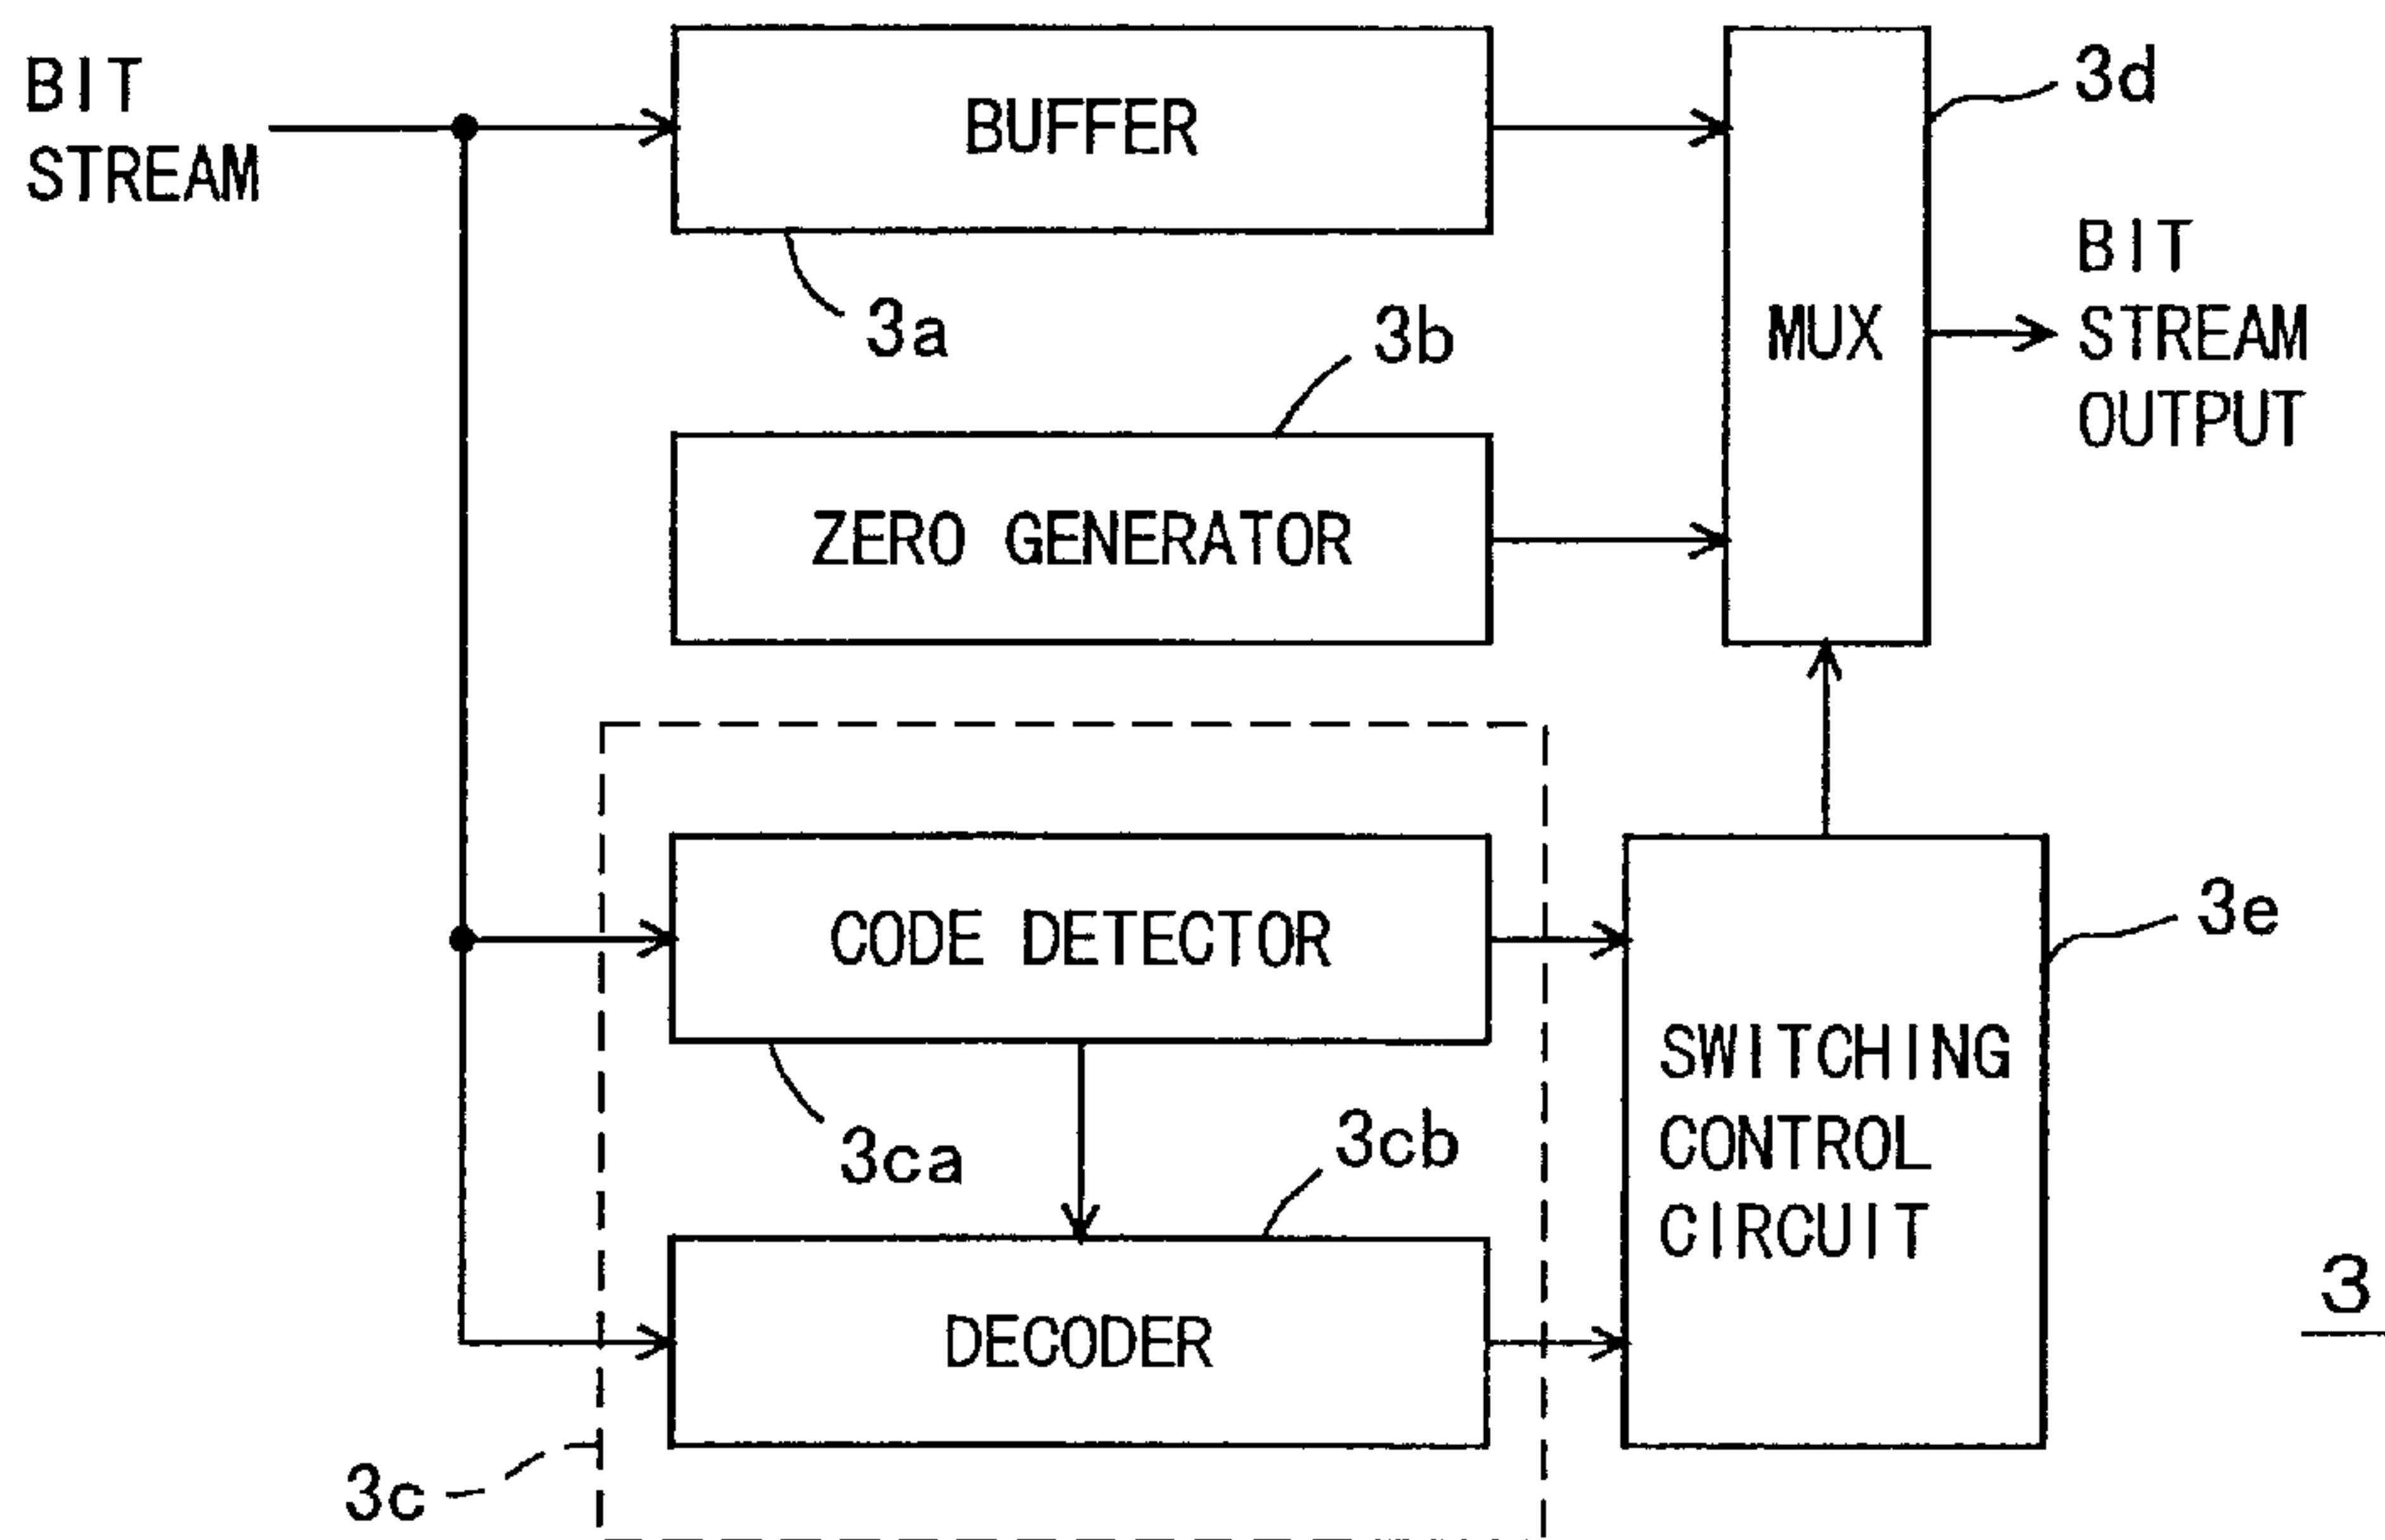 BIT
STREAM
BUFFER
3a
3b
ZERO GENERATOR
MUX
3d
BIT
STREAM
OUTPUT
CODE DETECTOR
3ca
3cb
DECODER
3c
SWITCHING
CONTROL
CIRCUIT
3e
3